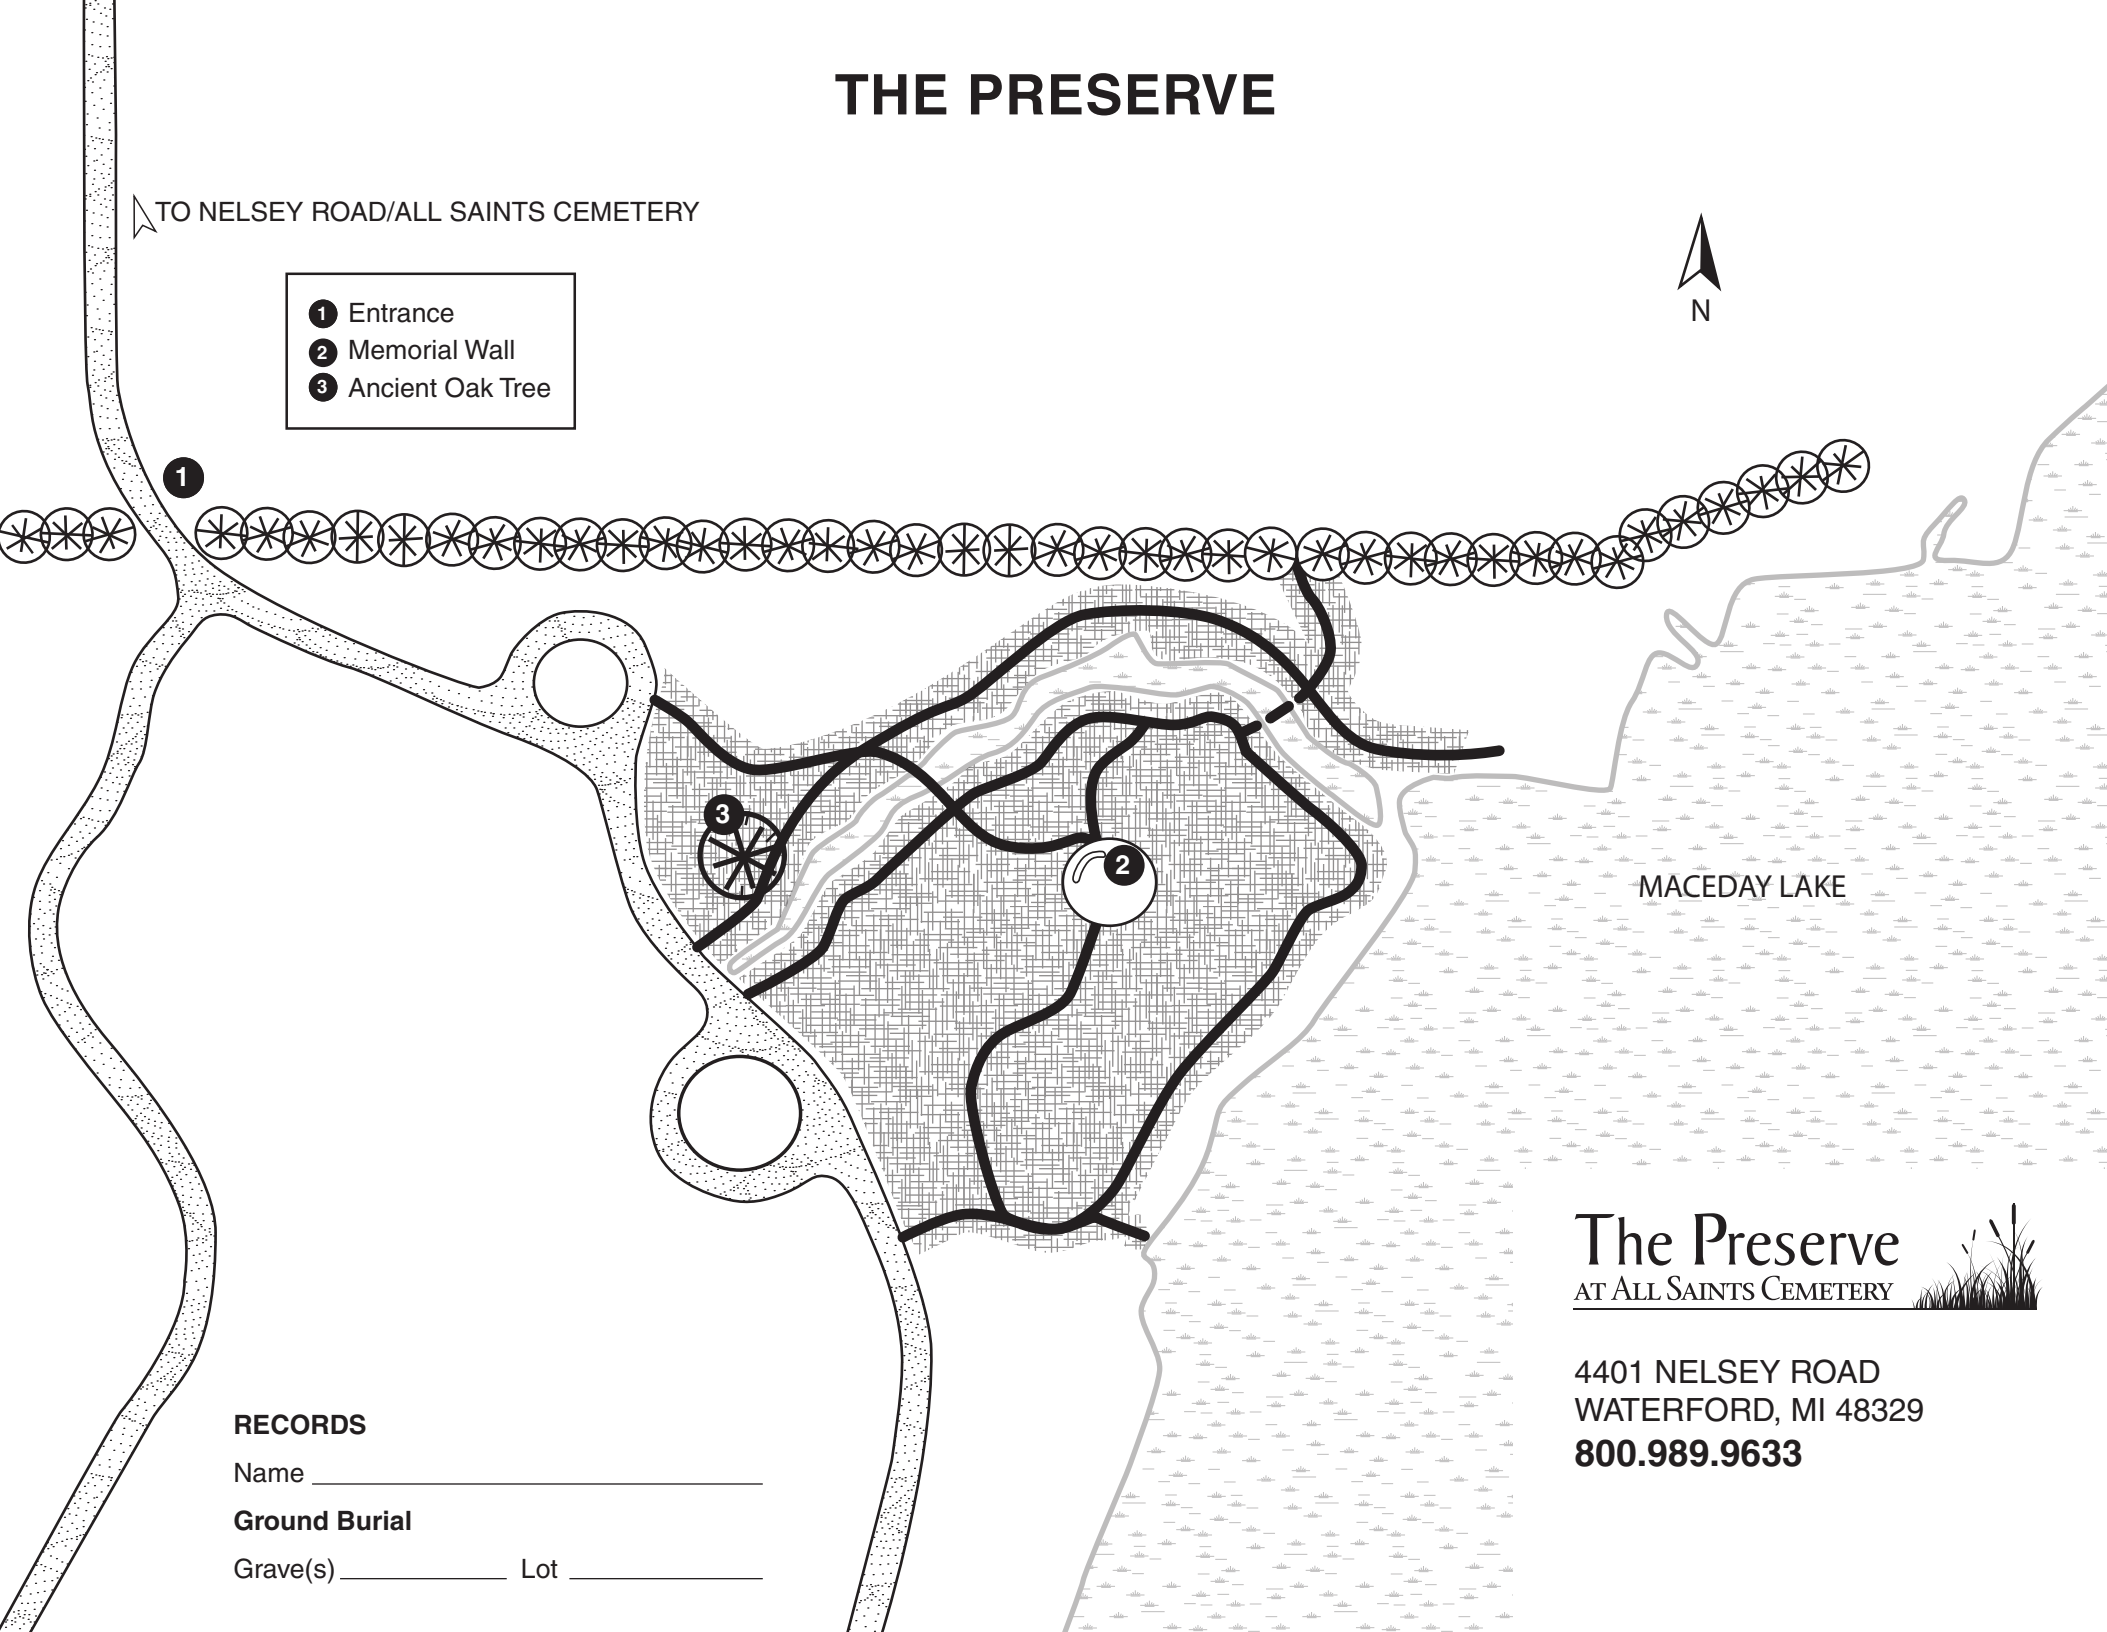 THE PRESERVE
TO NELSEY ROAD/ALL SAINTS CEMETERY
1 Entrance
2 Memorial Wall
3 Ancient Oak Tree
N
1
3
2
MACEDAY LAKE
The Preserve
AT ALL SAINTS CEMETERY
4401 NELSEY ROAD
WATERFORD, MI 48329
800.989.9633
RECORDS
Name
Ground Burial
Grave(s) Lot